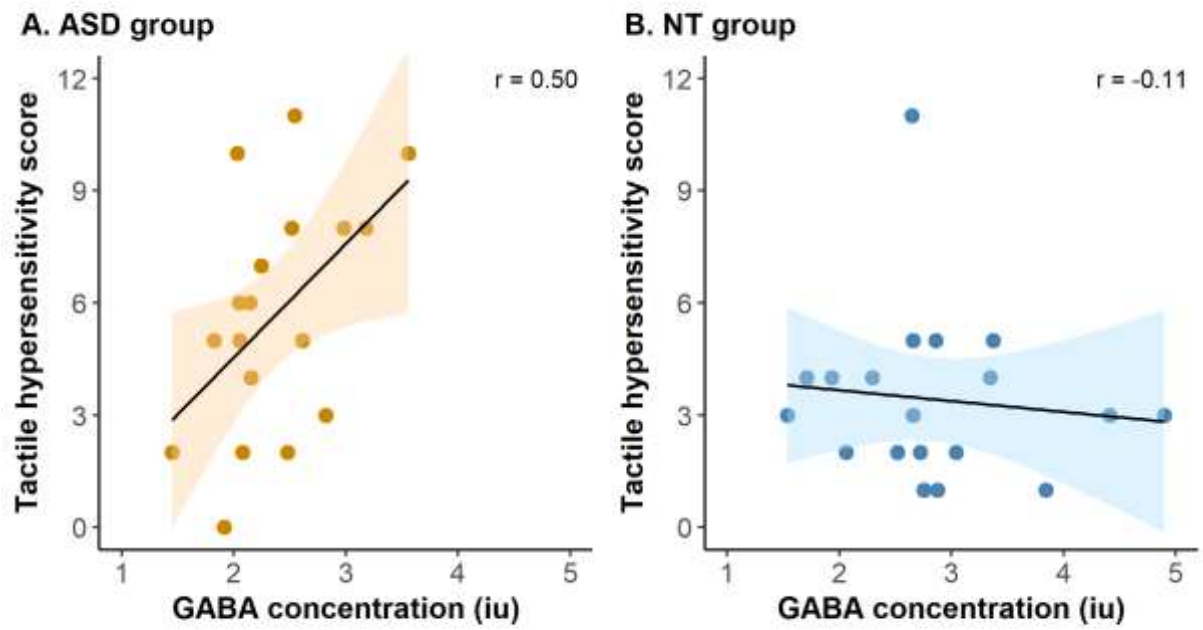 A. ASD group
r = 0.50
Tactile hypersensitivity score
12
9
6
3
0
1 2 3 4 5
GABA concentration (iu)
B. NT group
r = -0.11
Tactile hypersensitivity score
12
9
6
3
0
1 2 3 4 5
GABA concentration (iu)